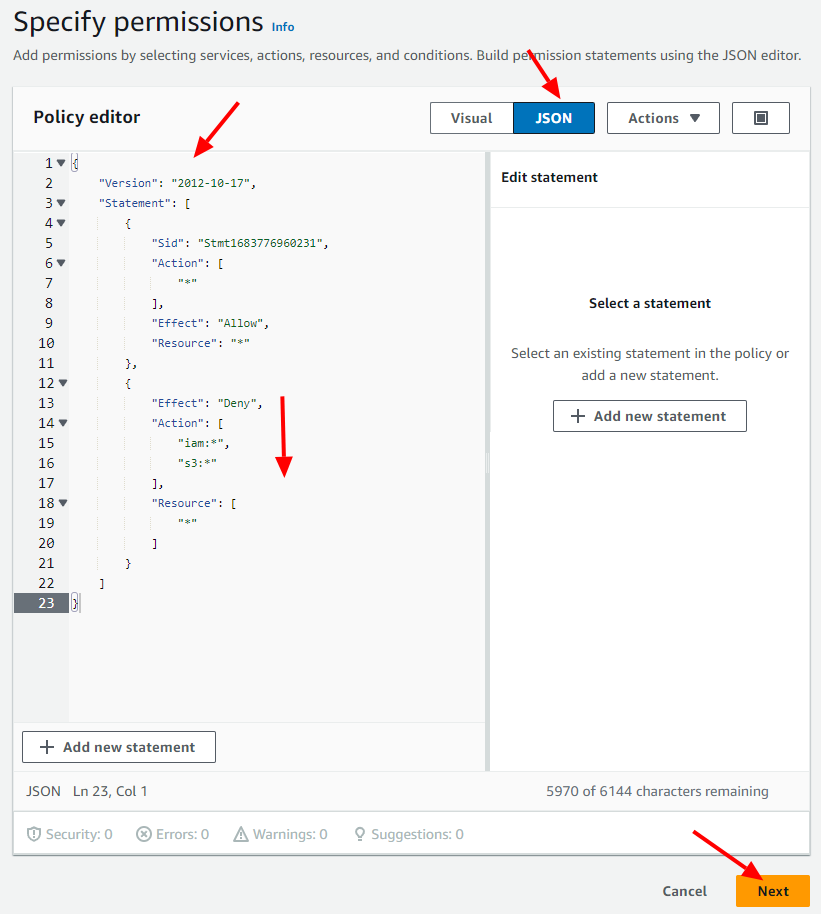 Specify permissions Info
Add permissions by selecting services, actions, resources, and conditions. Build permission statements using the JSON editor.
Policy editor
Visual
JSON
Actions
1 {
2 "Version": "2012-10-17",
3 "Statement": [
4 {
5 "Sid": "Stmt1683776960231",
6 "Action": [
7 "*"
8 ],
9 "Effect": "Allow",
10 "Resource": "*"
11 },
12 {
13 "Effect": "Deny",
14 "Action": [
15 "iam:*",
16 "s3:*"
17 ],
18 "Resource": [
19 "*"
20 ]
21 }
22 ]
23 }
Edit statement
Select a statement
Select an existing statement in the policy or
add a new statement.
+ Add new statement
+ Add new statement
JSON Ln 23, Col 1
5970 of 6144 characters remaining
Security: 0 Errors: 0 Warnings: 0 Suggestions: 0
Cancel
Next